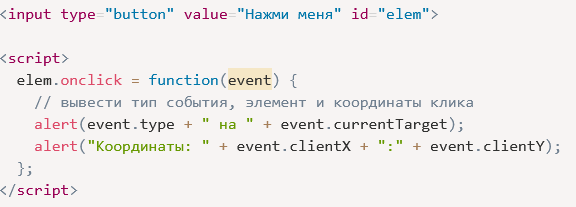 <input type="button" value="Нажми меня" id="elem">
<script>
elem.onclick = function(event) {
// вывести тип события, элемент и координаты клика
alert(event.type + " на " + event.currentTarget);
alert("Координаты: " + event.clientX + ":" + event.clientY);
};
</script>